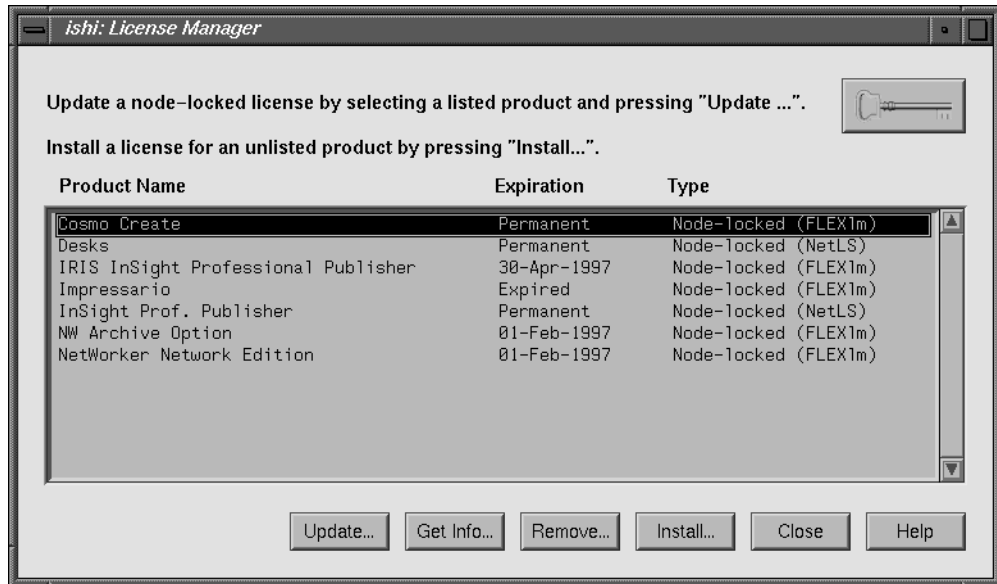 ishi: License Manager
Update a node-locked license by selecting a listed product and pressing "Update ...".
Install a license for an unlisted product by pressing "Install...".
Product Name Expiration Type
Cosmo Create Permanent Node-locked (FLEXlm)
Desks Permanent Node-locked (NetLS)
IRIS InSight Professional Publisher 30-Apr-1997 Node-locked (FLEXlm)
Impressario Expired Node-locked (FLEXlm)
InSight Prof. Publisher Permanent Node-locked (NetLS)
NW Archive Option 01-Feb-1997 Node-locked (FLEXlm)
NetWorker Network Edition 01-Feb-1997 Node-locked (FLEXlm)
Update... Get Info... Remove... Install... Close Help